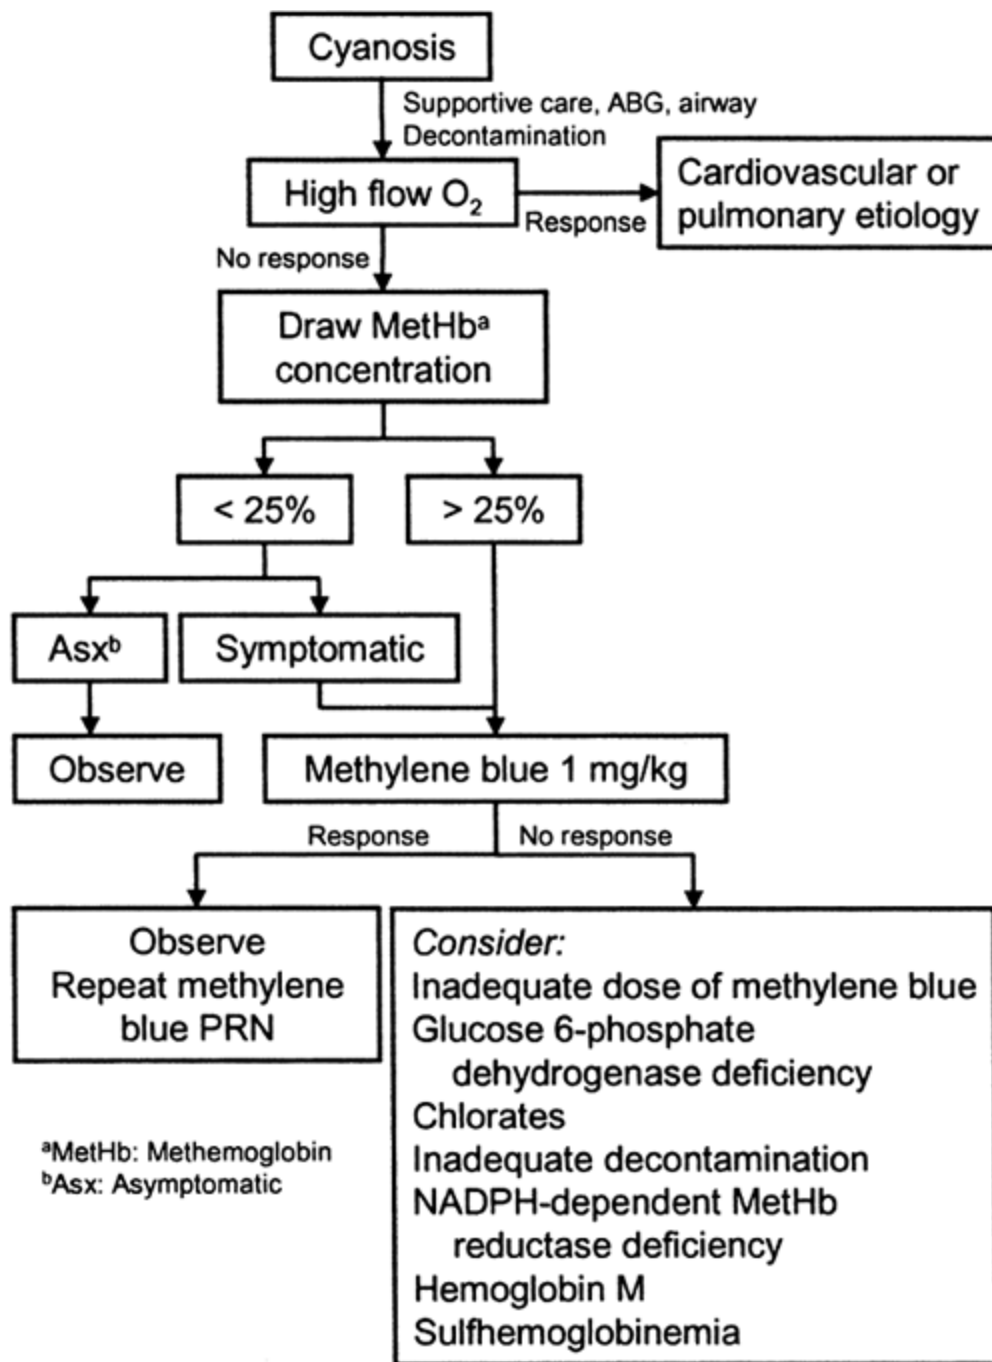 Cyanosis
Supportive care, ABG, airway
Decontamination
High flow O₂
Response
Cardiovascular or
pulmonary etiology
No response
Draw MetHbᵃ
concentration
< 25%
> 25%
Asxᵇ
Symptomatic
Observe
Methylene blue 1 mg/kg
Response
No response
Observe
Repeat methylene
blue PRN
Consider:
Inadequate dose of methylene blue
Glucose 6-phosphate
dehydrogenase deficiency
Chlorates
Inadequate decontamination
NADPH-dependent MetHb
reductase deficiency
Hemoglobin M
Sulfhemoglobinemia
ᵃMetHb: Methemoglobin
ᵇAsx: Asymptomatic